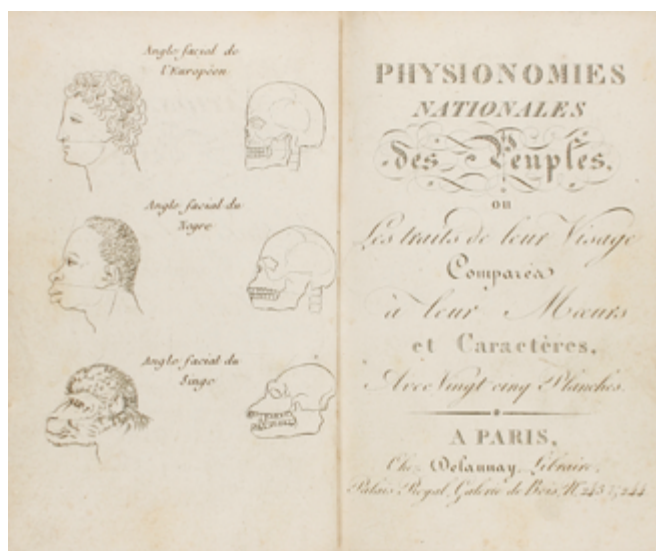 Angle facial de
l'Européen
Angle facial du
Negre
Angle facial du
Singe
PHYSIONOMIES
NATIONALES
des Peuples,
ou
Les traits de leur Visage
Comparés
à leur Mœurs
et Caractères,
Avec Vingt cinq Planches.
A PARIS,
Chez Delaunay, Libraire,
Palais Royal, Galerie de Bois, N. 243, 244